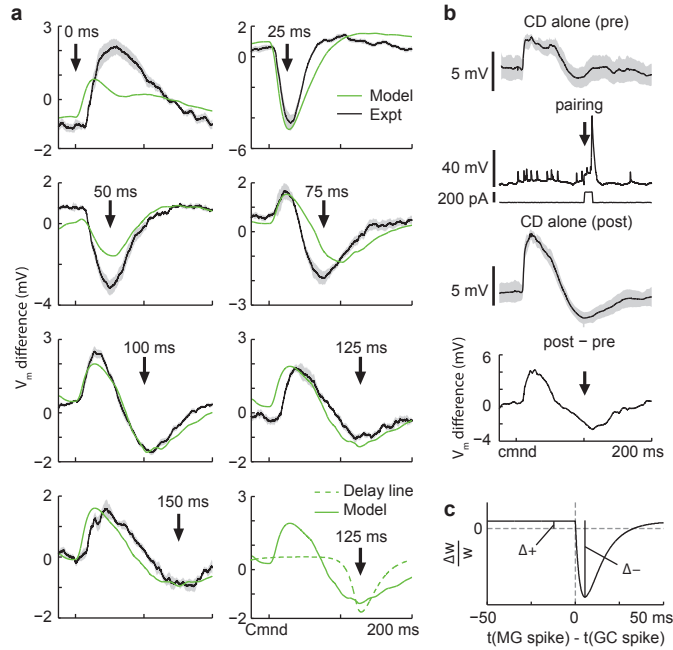 a
0 ms
2
0
−2
25 ms
2
−2
−6
Model
Expt
50 ms
2
0
−4
75 ms
3
0
−3
V_m difference (mV)
100 ms
2
0
−2
125 ms
3
0
−2
150 ms
2
0
−2
Delay line
Model
125 ms
2
0
−2
Cmnd 200 ms
b
CD alone (pre)
5 mV
pairing
40 mV
200 pA
CD alone (post)
5 mV
post − pre
V_m difference (mV)
6
2
0
−4
cmnd 200 ms
c
Δw
w
0
Δ+
Δ−
−50 0 50 ms
t(MG spike) - t(GC spike)